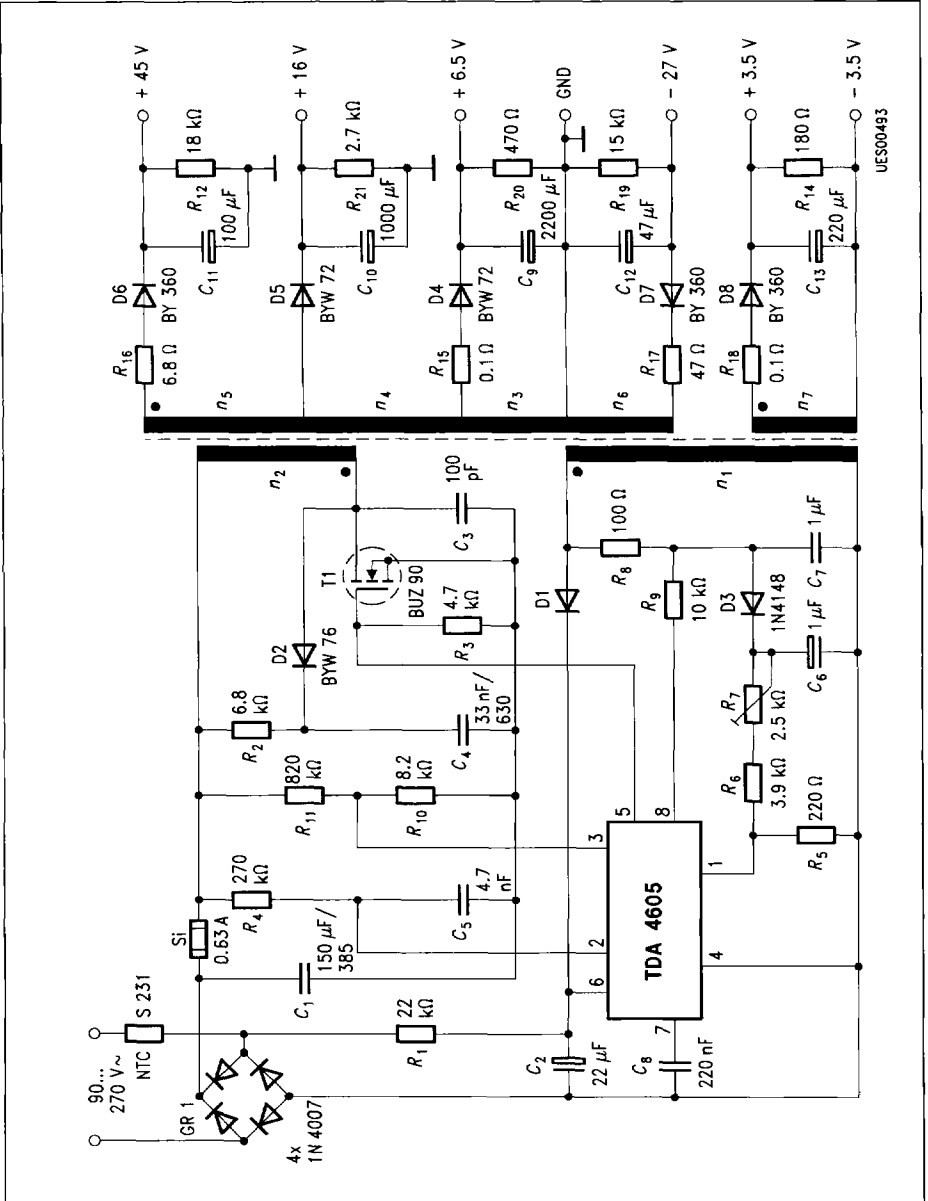 90...
270 V~
NTC
S 231
GR 1
4x
1N 4007
Si
0.63 A
C1
150 µF/
385
R1
22
kΩ
C2
22 µF
C8
220 nF
R4
270
kΩ
C5
4.7
nF
R11
820
kΩ
R10
8.2
kΩ
R2
6.8
kΩ
C4
33 nF/
630
D2
BYW 76
T1
BUZ 90
R3
4.7
kΩ
C3
100
pF
n2
TDA 4605
6
2
3
5
8
7
4
1
D1
R8
100 Ω
n1
R9
10 kΩ
D3
1N4148
C7
1 µF
C6
1 µF
R7
2.5 kΩ
R6
3.9 kΩ
R5
220 Ω
n5
n4
n3
n6
n7
R16
6.8 Ω
D6
BY 360
C11
100 µF
R12
18 kΩ
+ 45 V
D5
BYW 72
C10
1000 µF
R21
2.7 kΩ
+ 16 V
R15
0.1 Ω
D4
BYW 72
C9
2200 µF
R20
470 Ω
+ 6.5 V
GND
R17
47 Ω
D7
BY 360
C12
47 µF
R19
15 kΩ
- 27 V
R18
0.1 Ω
D8
BY 360
C13
220 µF
R14
180 Ω
+ 3.5 V
- 3.5 V
UES00493